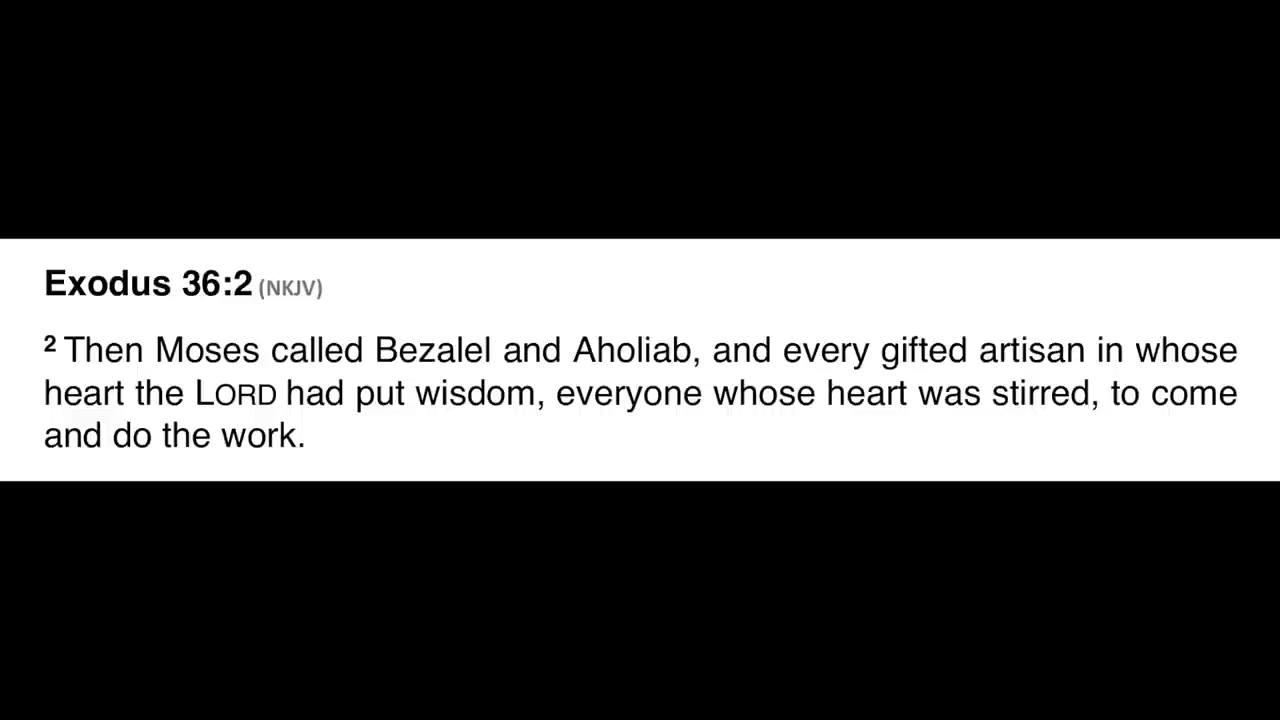 Exodus 36:2 (NKJV)
2 Then Moses called Bezalel and Aholiab, and every gifted artisan in whose
heart the LORD had put wisdom, everyone whose heart was stirred, to come
and do the work.